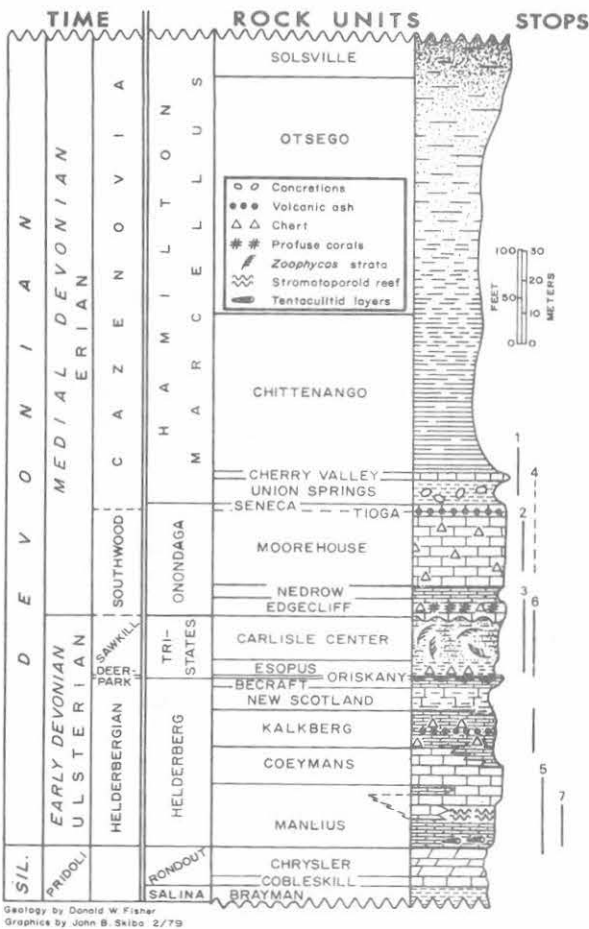 TIME ROCK UNITS STOPS
SOLSVILLE
OTSEGO
Concretions
Volcanic ash
Chert
Profuse corals
Zoophycos strata
Stromatoporoid reef
Tentaculitid layers
100 30
FEET 50 20 METERS
10
0 0
CHITTENANGO
CHERRY VALLEY
UNION SPRINGS
SENECA
TIOGA
MOOREHOUSE
NEDROW
EDGECLIFF
CARLISLE CENTER
ESOPUS
ORISKANY
BECRAFT
NEW SCOTLAND
KALKBERG
COEYMANS
MANLIUS
CHRYSLER
COBLESKILL
BRAYMAN
DEVONIAN
SIL.
MEDIAL DEVONIAN
ERIAN
EARLY DEVONIAN
ULSTERIAN
PRIDOLI
CAZENOVIA
SOUTHWOOD
SAWKILL
DEER-
PARK
HELDERBERGIAN
HAMILTON
MARCELLUS
ONONDAGA
TRI-
STATES
HELDERBERG
RONDOUT
SALINA
1
4
2
3
6
5
7
Geology by Donald W. Fisher
Graphics by John B. Skiba 2/79